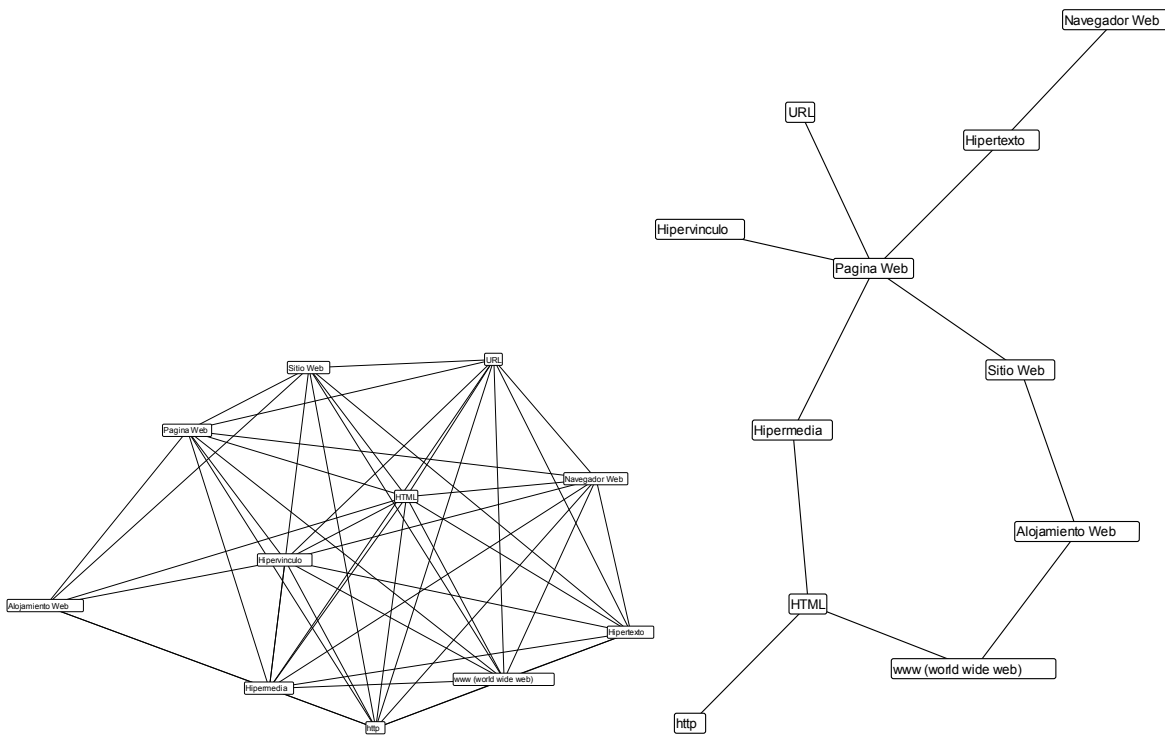 Sitio Web
URL
Pagina Web
Navegador Web
HTML
Hipervinculo
Alojamiento Web
Hipertexto
www (world wide web)
Hipermedia
http
Navegador Web
URL
Hipertexto
Hipervinculo
Pagina Web
Sitio Web
Hipermedia
Alojamiento Web
HTML
www (world wide web)
http